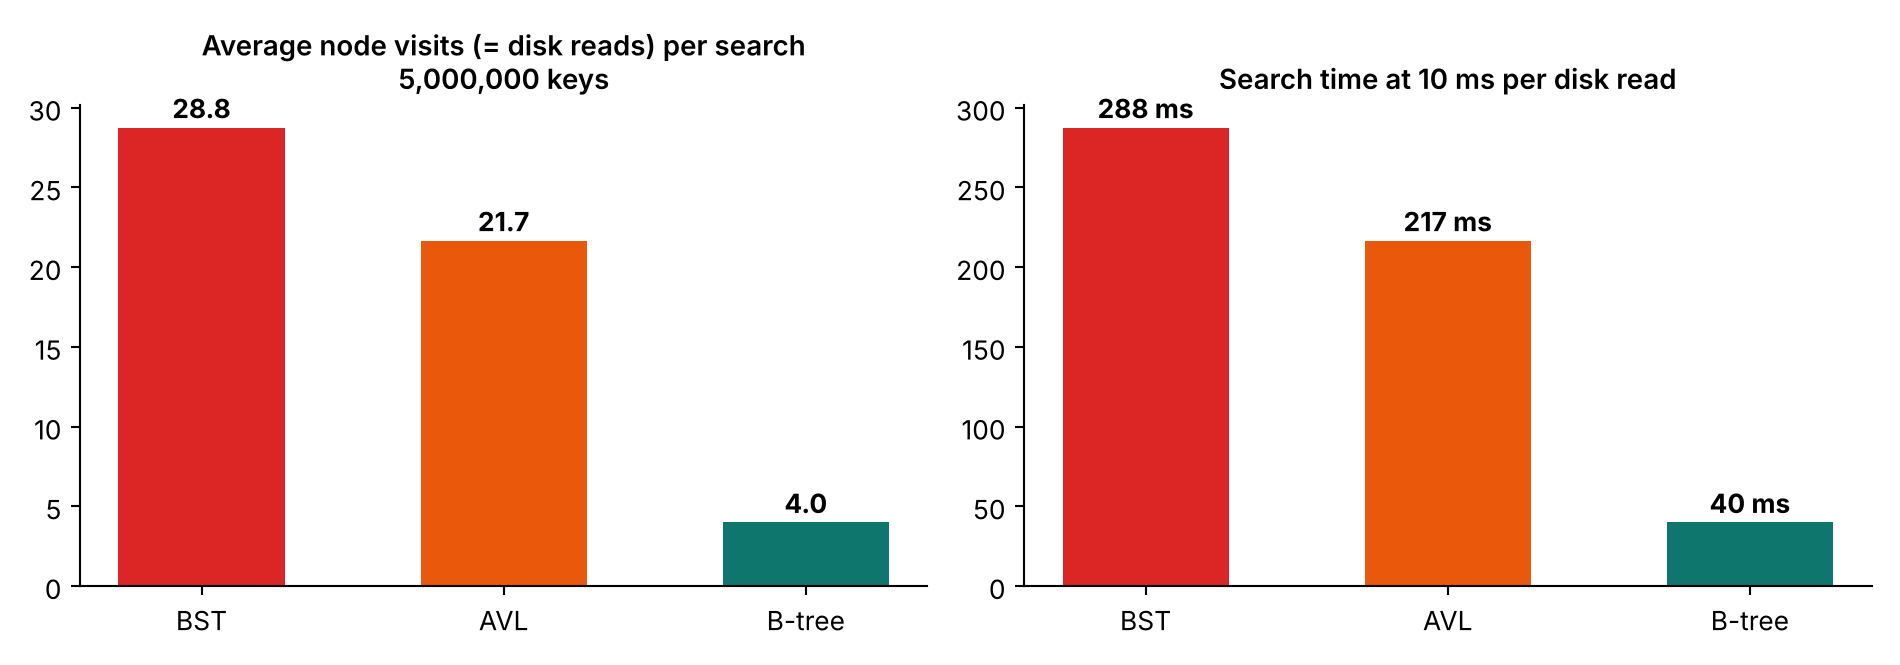 Average node visits (= disk reads) per search
5,000,000 keys
30
25
20
15
10
5
0
28.8
21.7
4.0
BST
AVL
B-tree
Search time at 10 ms per disk read
300
250
200
150
100
50
0
288 ms
217 ms
40 ms
BST
AVL
B-tree